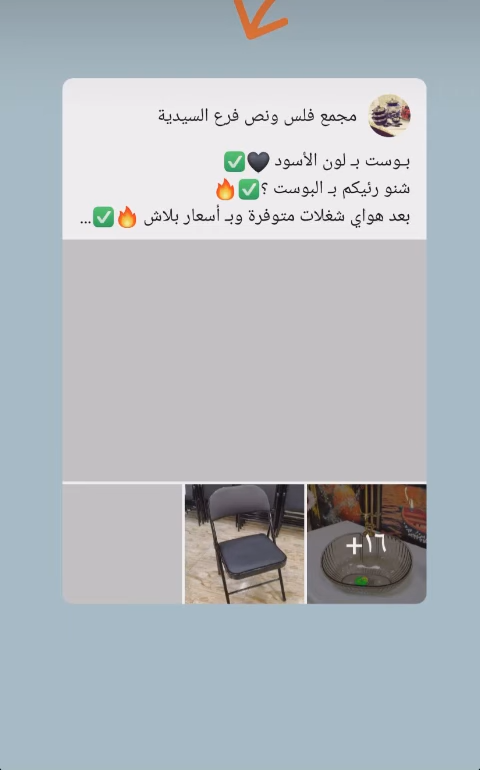 مجمع فلس ونص فرع السيدية
بـوست بـ لون الأسود 🖤✅
شنو رئيكم بـ البوست ؟✅🔥
بعد هواي شغلات متوفرة وبـ أسعار بلاش 🔥✅...
+١٦